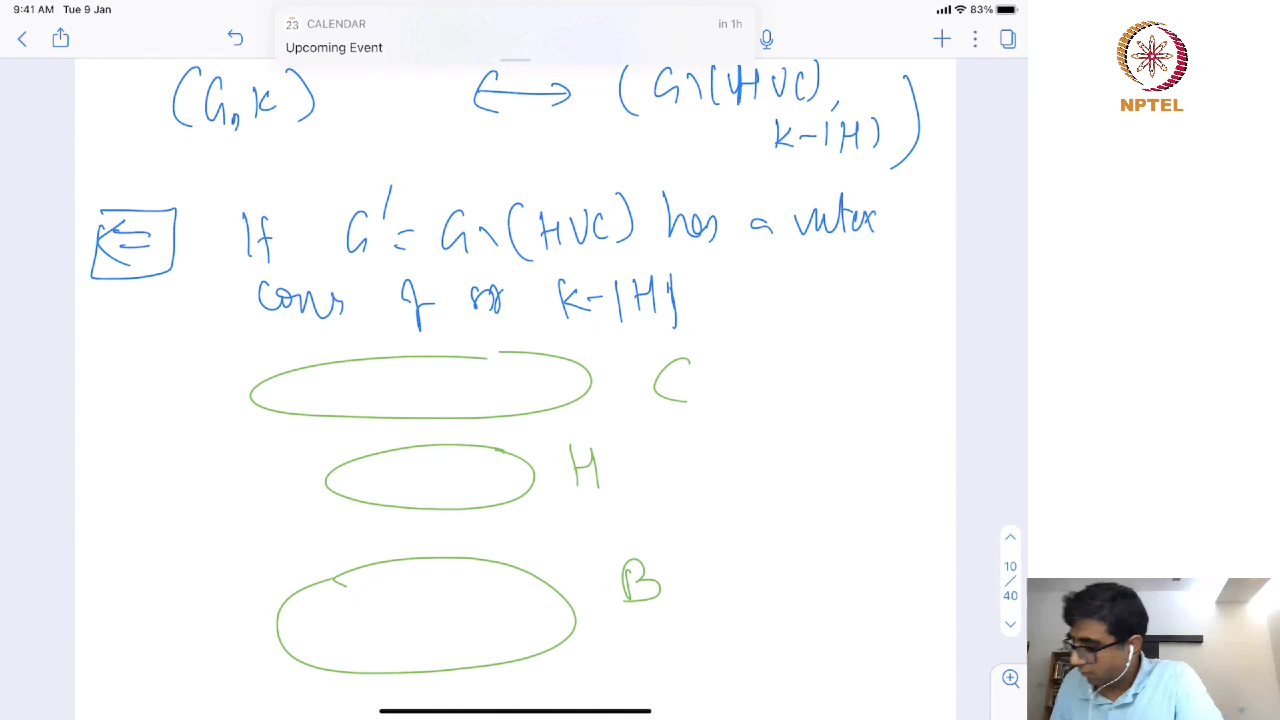 9:41 AM Tue 9 Jan
83%
23 CALENDAR
in 1h
Upcoming Event
NPTEL
(G, k) ⟷ (G \ (H ∪ C),
k-|H|)
⇐ If G' = G \ (H ∪ C) has a vertex
cover of size k-|H|
C
H
B
10
/
40